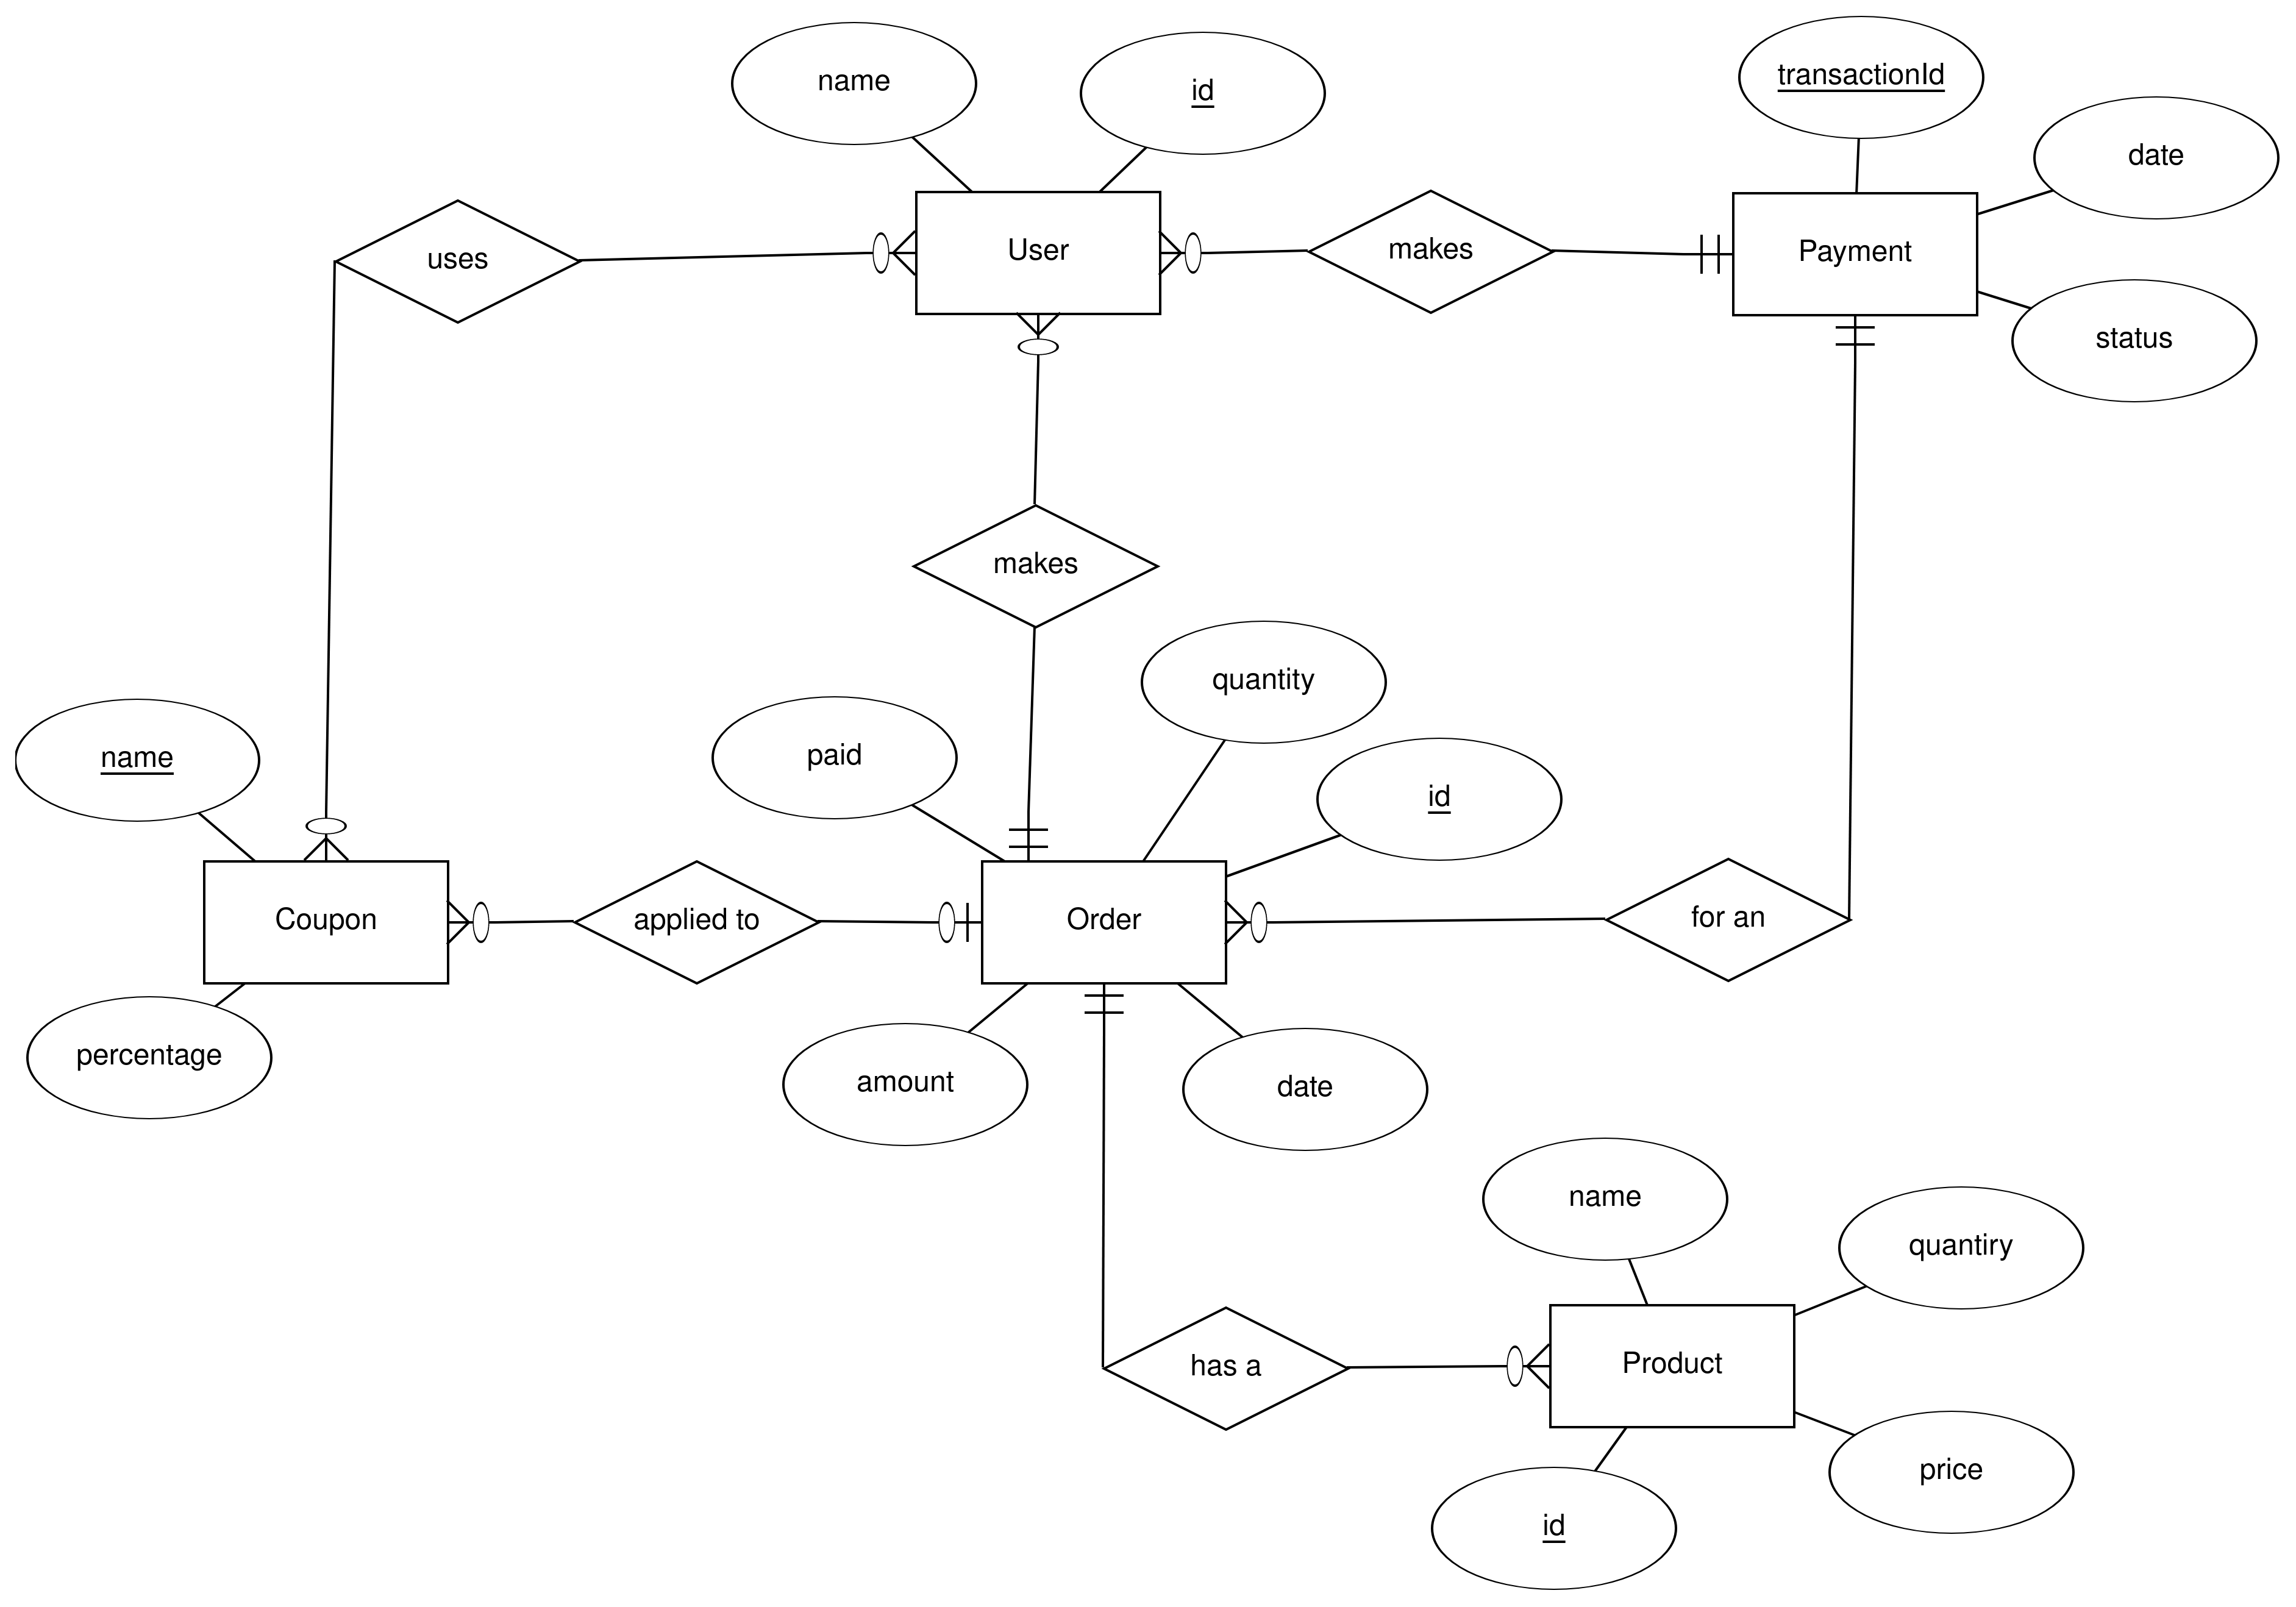 name
id
transactionId
date
uses
User
makes
Payment
status
makes
quantity
name
paid
id
Coupon
applied to
Order
for an
percentage
amount
date
name
quantiry
has a
Product
price
id